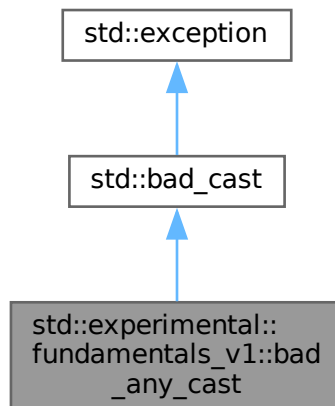 std::exception
std::bad_cast
std::experimental::
fundamentals_v1::bad
_any_cast